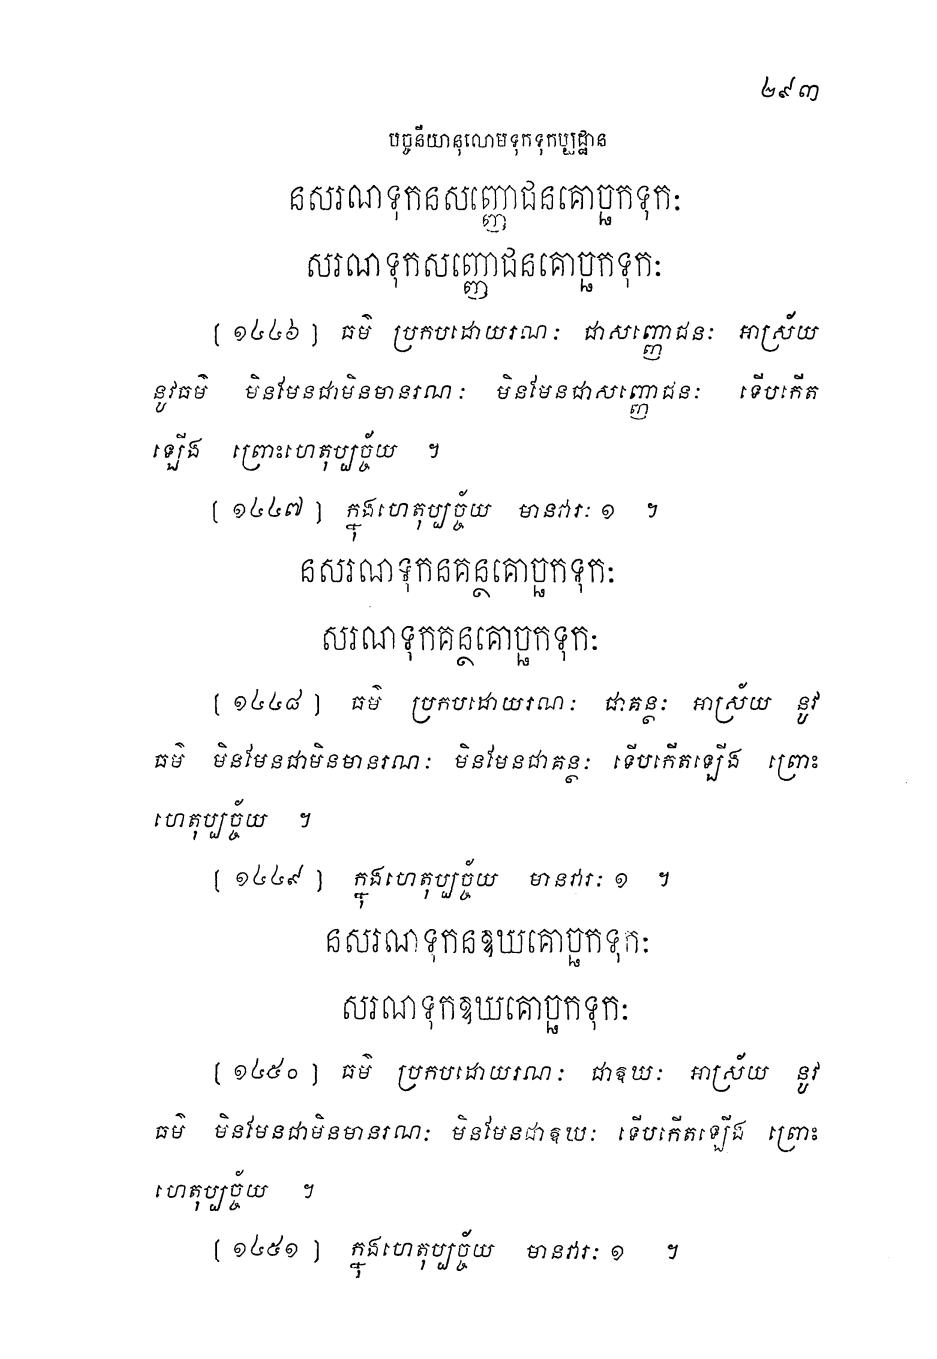 ២៩៣
បច្ចនីយានុលោមទុកទុកប្បដ្ឋាន
នសរណទុកនសញ្ញោជនគោច្ឆកទុកៈ
សរណទុកសញ្ញោជនគោច្ឆកទុកៈ
[ ១៤៤៦ ] ធម៌ ប្រកបដោយរណៈ ជាសញ្ញោជនៈ អាស្រ័យ
នូវធម៌ មិនមែនជាមិនមានរណៈ មិនមែនជាសញ្ញោជនៈ ទើបកើត
ឡើង ព្រោះហេតុប្បច្ច័យ ។
[ ១៤៤៧ ] ក្នុងហេតុប្បច្ច័យ មានវារៈ ១ ។
នសរណទុកនគន្ថគោច្ឆកទុកៈ
សរណទុកគន្ថគោច្ឆកទុកៈ
[ ១៤៤៨ ] ធម៌ ប្រកបដោយរណៈ ជាគន្ថៈ អាស្រ័យ នូវ
ធម៌ មិនមែនជាមិនមានរណៈ មិនមែនជាគន្ថៈ ទើបកើតឡើង ព្រោះ
ហេតុប្បច្ច័យ ។
[ ១៤៤៩ ] ក្នុងហេតុប្បច្ច័យ មានវារៈ ១ ។
នសរណទុកនឱឃគោច្ឆកទុកៈ
សរណទុកឱឃគោច្ឆកទុកៈ
[ ១៤៥០ ] ធម៌ ប្រកបដោយរណៈ ជាឱឃៈ អាស្រ័យ នូវ
ធម៌ មិនមែនជាមិនមានរណៈ មិនមែនជាឱឃៈ ទើបកើតឡើង ព្រោះ
ហេតុប្បច្ច័យ ។
[ ១៤៥១ ] ក្នុងហេតុប្បច្ច័យ មានវារៈ ១ ។